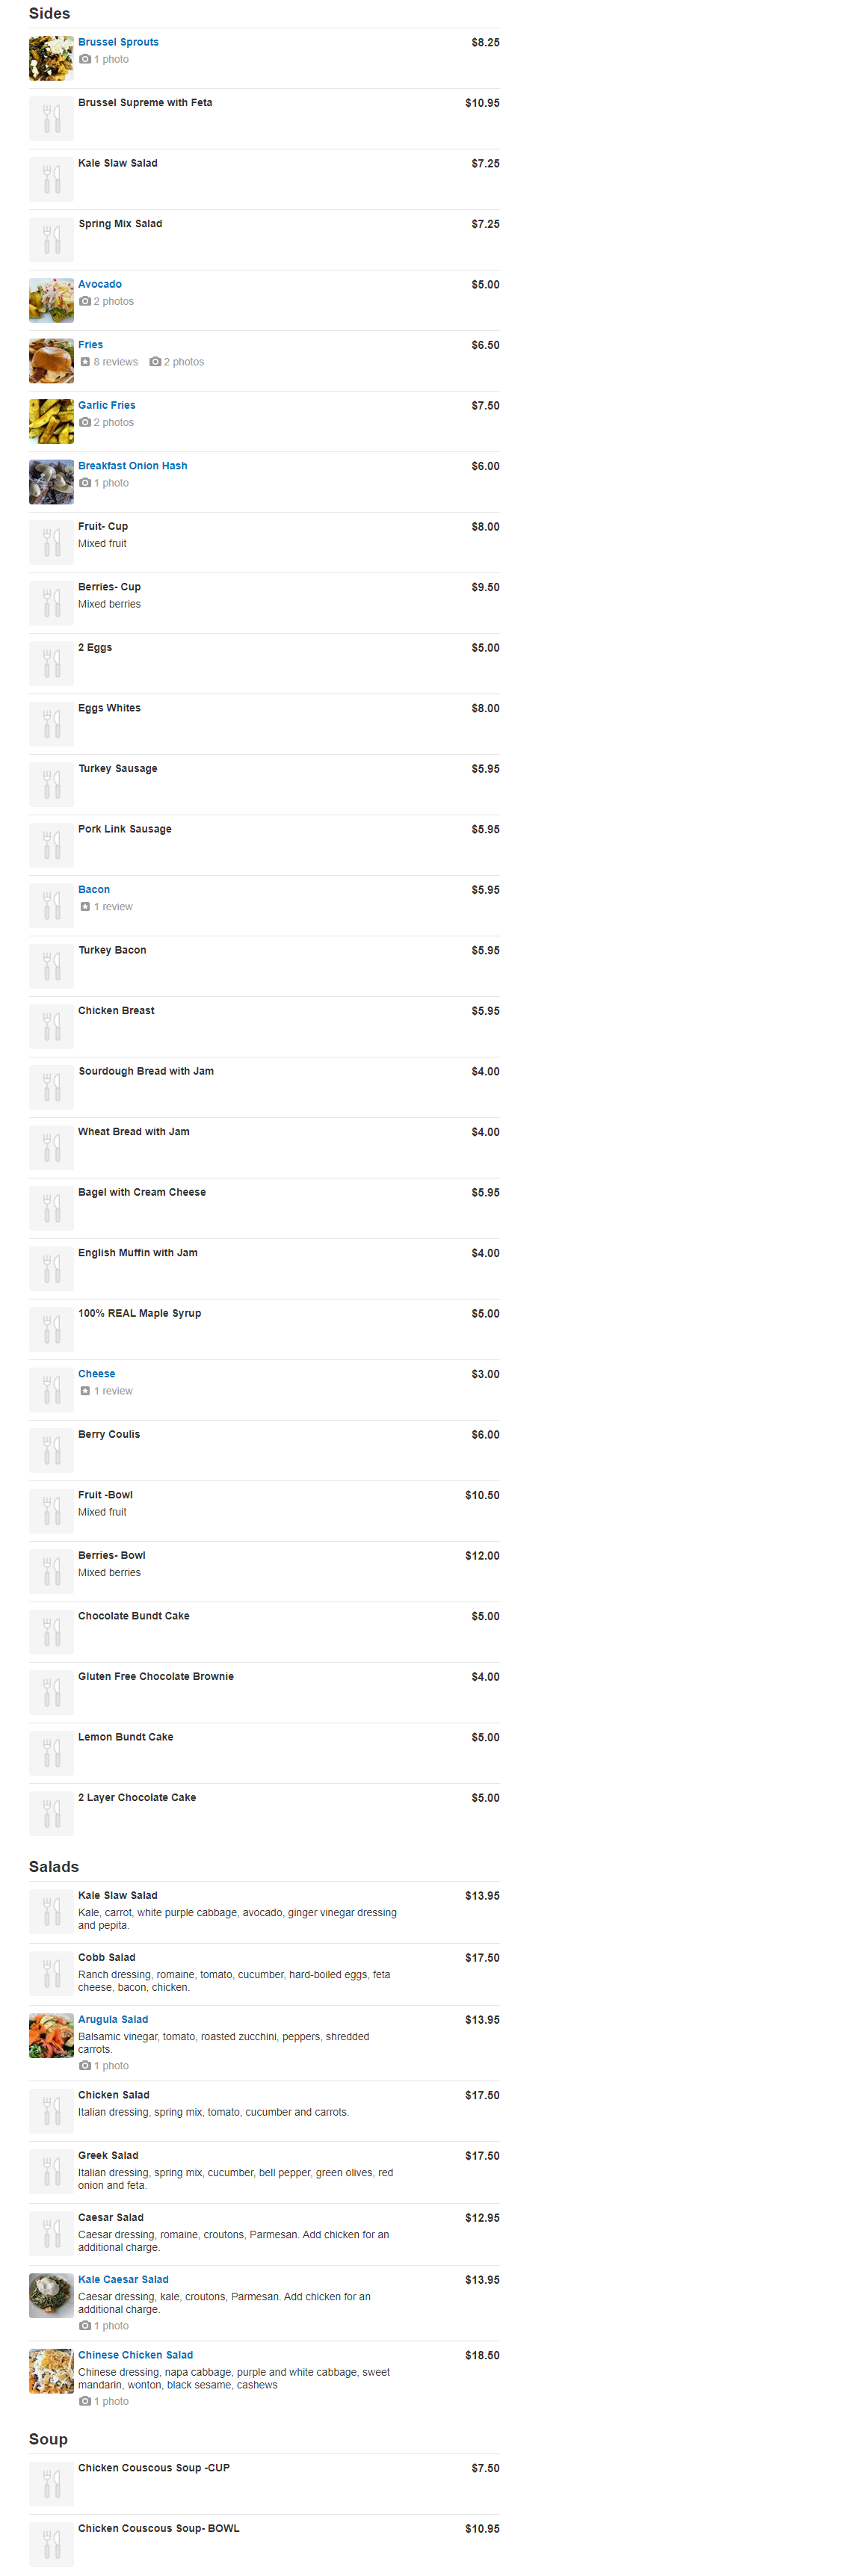 Sides
Brussel Sprouts $8.25
1 photo
Brussel Supreme with Feta $10.95
Kale Slaw Salad $7.25
Spring Mix Salad $7.25
Avocado $5.00
2 photos
Fries $6.50
8 reviews 2 photos
Garlic Fries $7.50
2 photos
Breakfast Onion Hash $6.00
1 photo
Fruit- Cup $8.00
Mixed fruit
Berries- Cup $9.50
Mixed berries
2 Eggs $5.00
Eggs Whites $8.00
Turkey Sausage $5.95
Pork Link Sausage $5.95
Bacon $5.95
1 review
Turkey Bacon $5.95
Chicken Breast $5.95
Sourdough Bread with Jam $4.00
Wheat Bread with Jam $4.00
Bagel with Cream Cheese $5.95
English Muffin with Jam $4.00
100% REAL Maple Syrup $5.00
Cheese $3.00
1 review
Berry Coulis $6.00
Fruit -Bowl $10.50
Mixed fruit
Berries- Bowl $12.00
Mixed berries
Chocolate Bundt Cake $5.00
Gluten Free Chocolate Brownie $4.00
Lemon Bundt Cake $5.00
2 Layer Chocolate Cake $5.00
Salads
Kale Slaw Salad $13.95
Kale, carrot, white purple cabbage, avocado, ginger vinegar dressing
and pepita.
Cobb Salad $17.50
Ranch dressing, romaine, tomato, cucumber, hard-boiled eggs, feta
cheese, bacon, chicken.
Arugula Salad $13.95
Balsamic vinegar, tomato, roasted zucchini, peppers, shredded
carrots.
1 photo
Chicken Salad $17.50
Italian dressing, spring mix, tomato, cucumber and carrots.
Greek Salad $17.50
Italian dressing, spring mix, cucumber, bell pepper, green olives, red
onion and feta.
Caesar Salad $12.95
Caesar dressing, romaine, croutons, Parmesan. Add chicken for an
additional charge.
Kale Caesar Salad $13.95
Caesar dressing, kale, croutons, Parmesan. Add chicken for an
additional charge.
1 photo
Chinese Chicken Salad $18.50
Chinese dressing, napa cabbage, purple and white cabbage, sweet
mandarin, wonton, black sesame, cashews
1 photo
Soup
Chicken Couscous Soup -CUP $7.50
Chicken Couscous Soup- BOWL $10.95